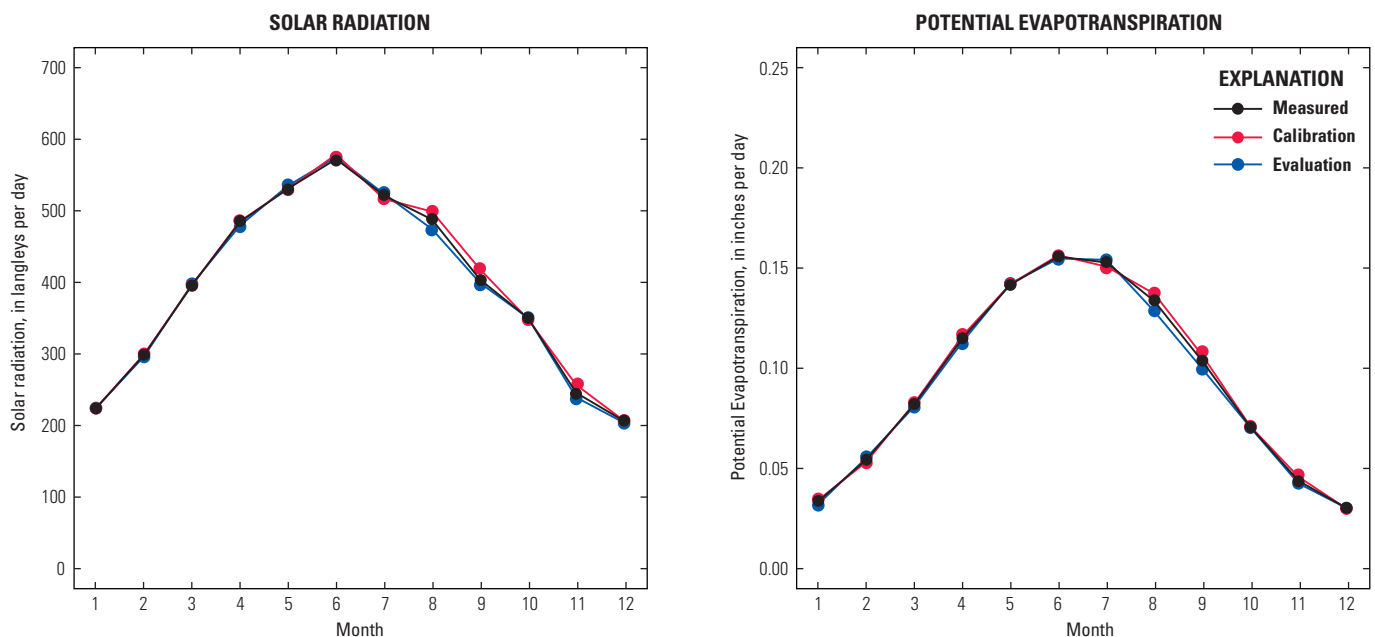 SOLAR RADIATION
Solar radiation, in langleys per day
700
600
500
400
300
200
100
0
1 2 3 4 5 6 7 8 9 10 11 12
Month
POTENTIAL EVAPOTRANSPIRATION
Potential Evapotranspiration, in inches per day
0.25
0.20
0.15
0.10
0.05
0.00
EXPLANATION
Measured
Calibration
Evaluation
1 2 3 4 5 6 7 8 9 10 11 12
Month